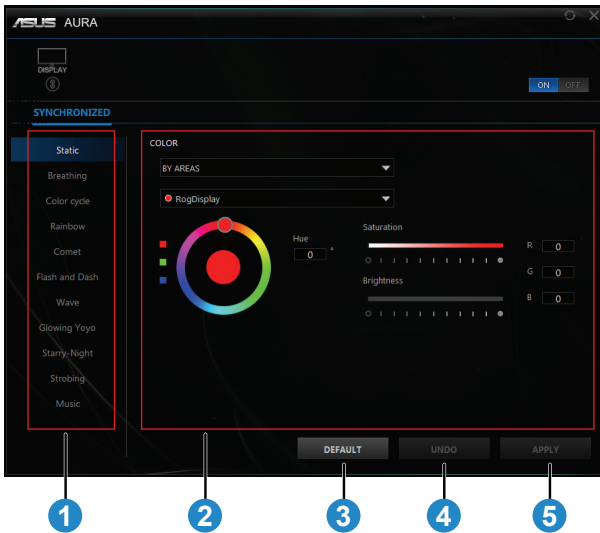 ASUS AURA
DISPLAY
ON OFF
SYNCHRONIZED
Static
Breathing
Color cycle
Rainbow
Comet
Flash and Dash
Wave
Glowing Yoyo
Starry-Night
Strobing
Music
COLOR
BY AREAS
RogDisplay
Hue
0 °
Saturation
Brightness
R 0
G 0
B 0
DEFAULT UNDO APPLY
1 2 3 4 5